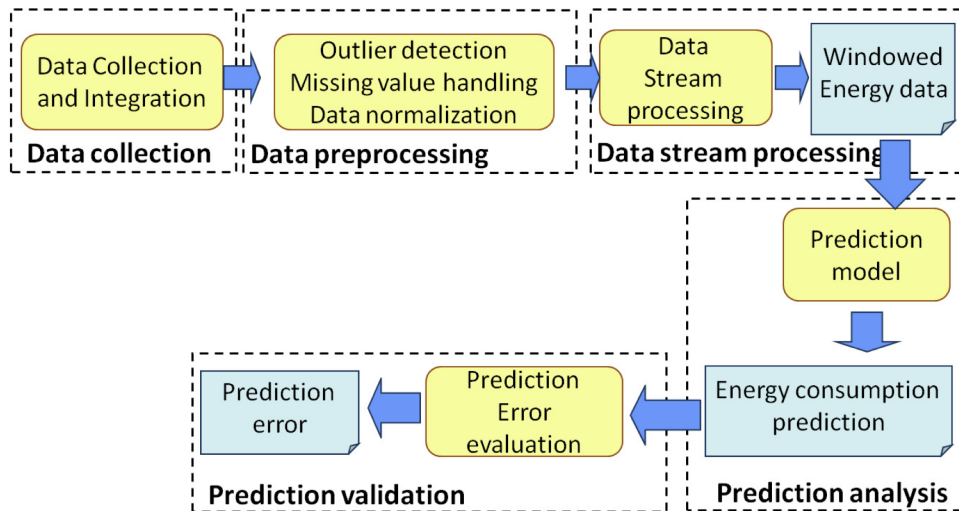 Data Collection
and Integration
Data collection
Outlier detection
Missing value handling
Data normalization
Data preprocessing
Data
Stream
processing
Windowed
Energy data
Data stream processing
Prediction
model
Energy consumption
prediction
Prediction analysis
Prediction
Error
evaluation
Prediction
error
Prediction validation